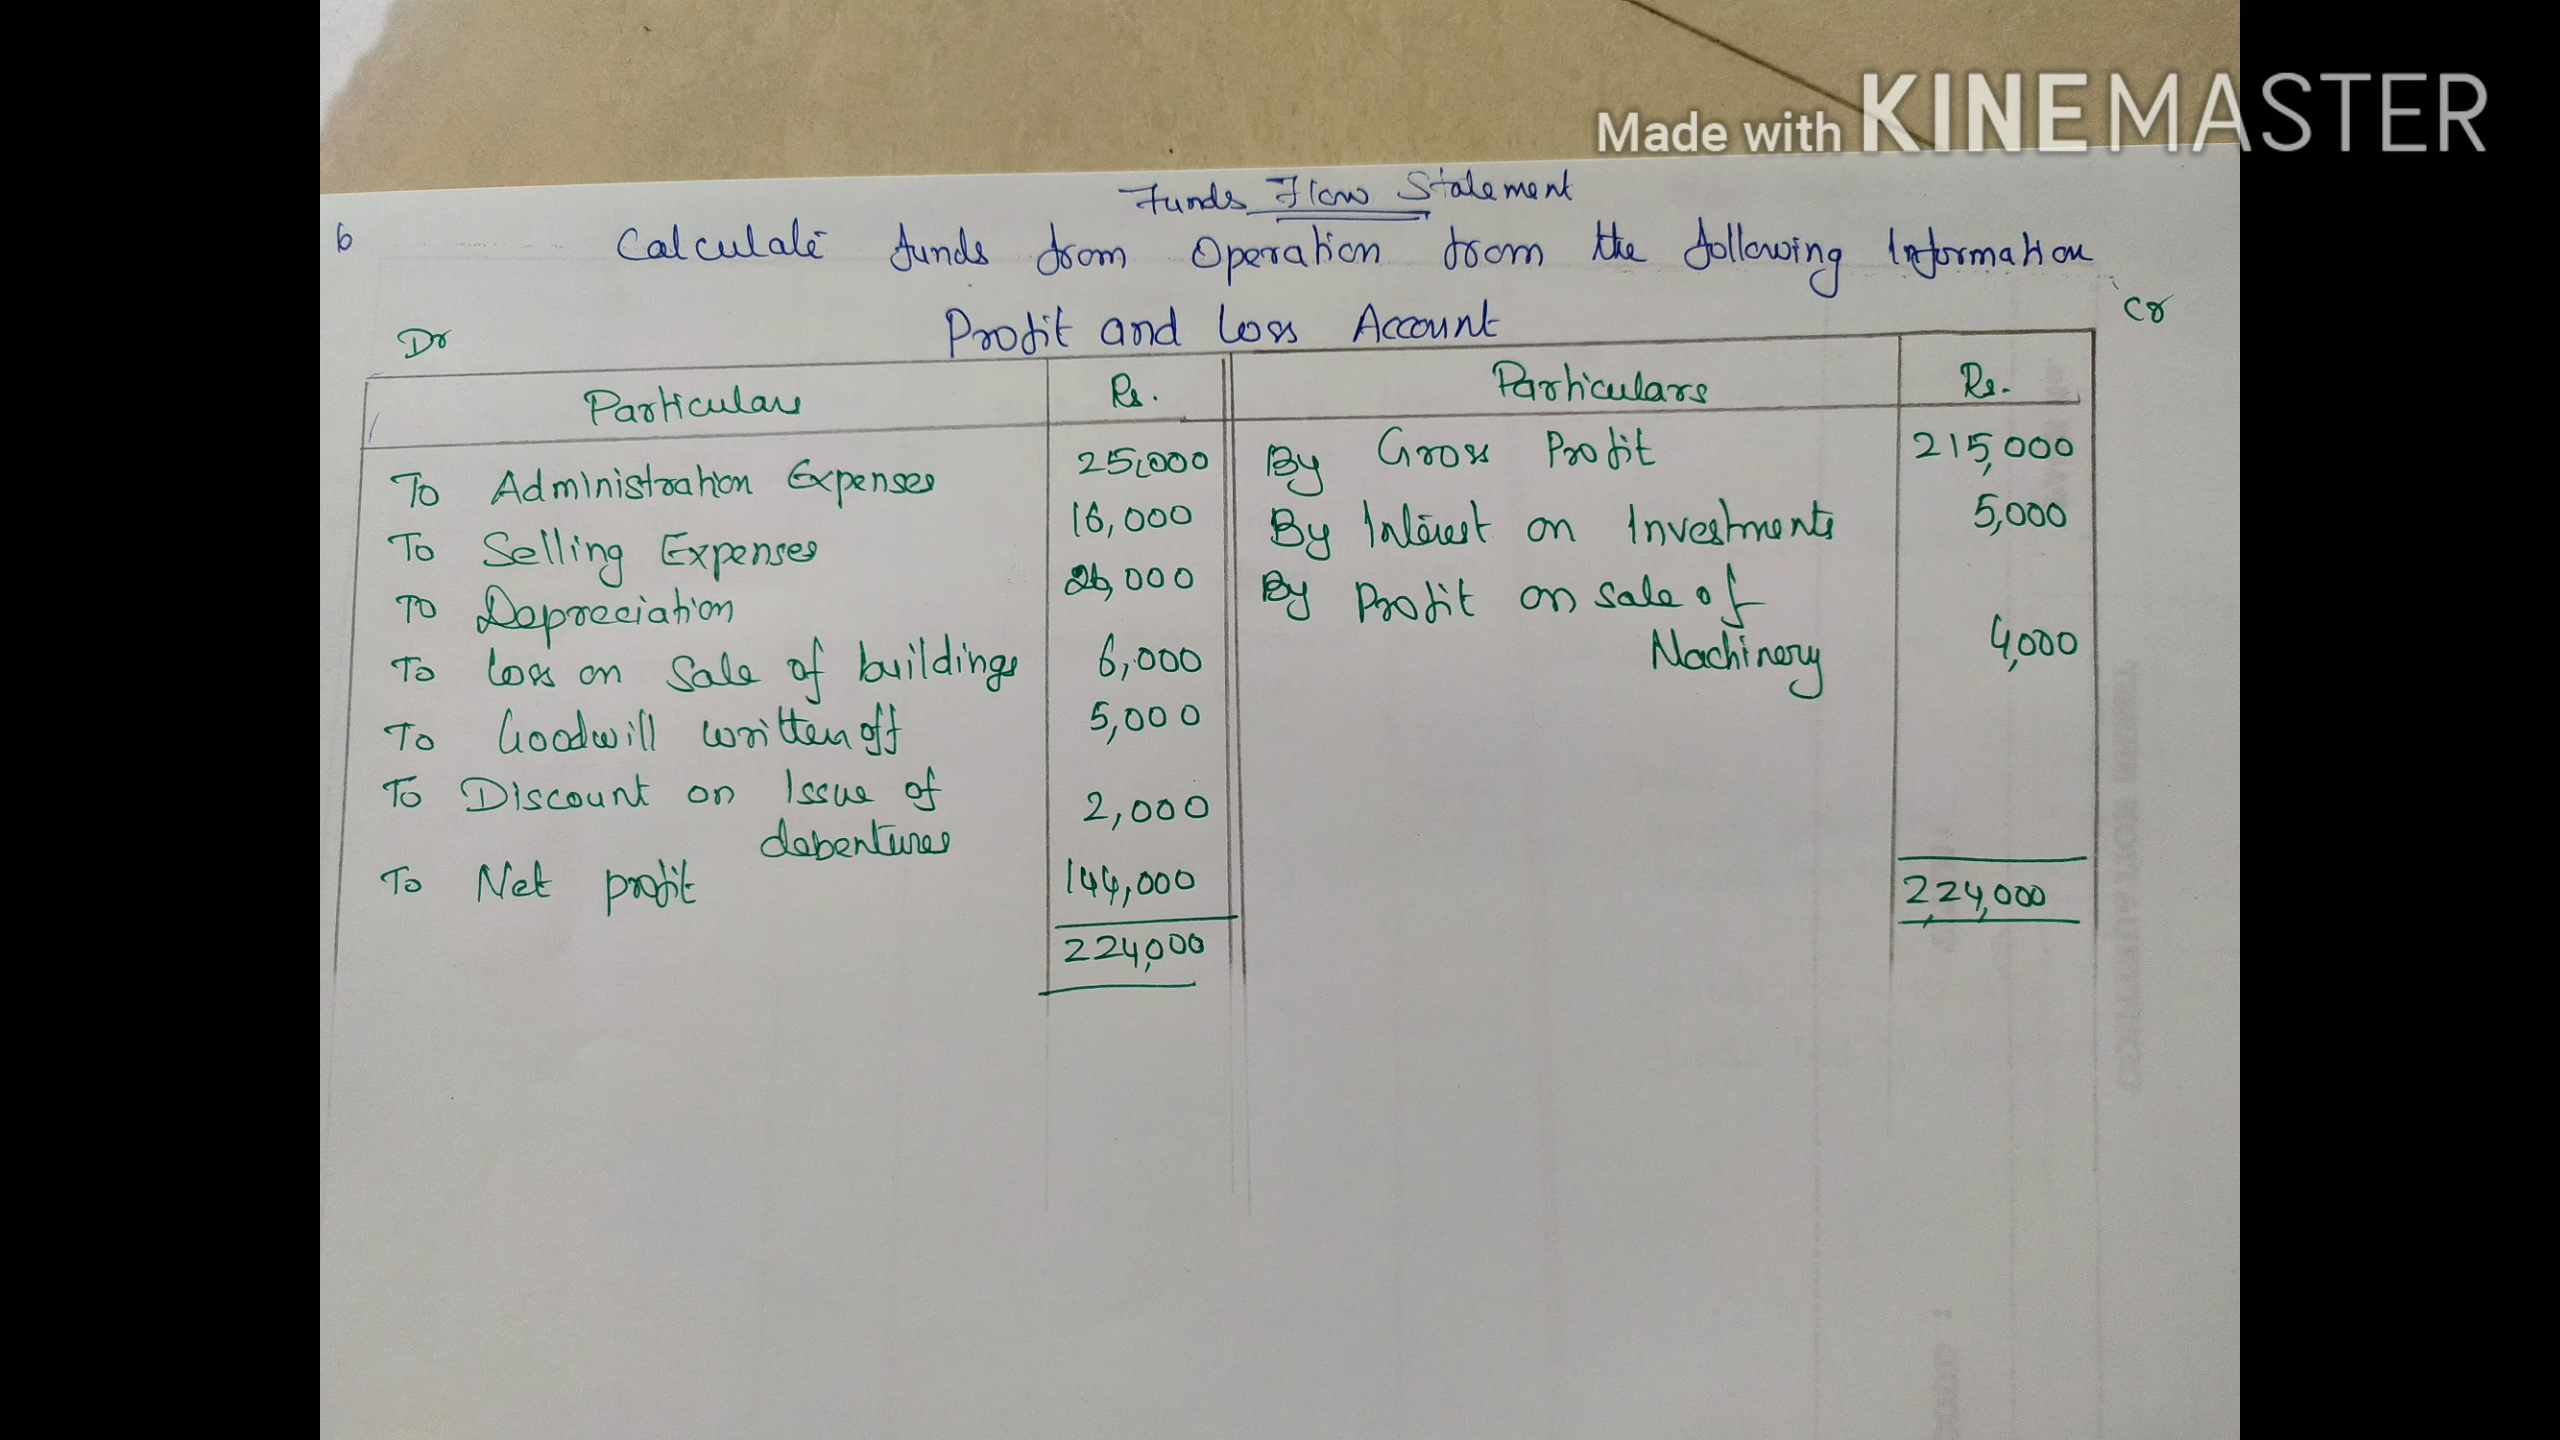 Made with KINEMASTER
Funds Flow Statement
6 Calculate funds from Operation from the following Information
Profit and Loss Account
Dr Cr
Particulars Rs. Particulars Rs.
To Administration Expenses 25,000 By Gross Profit 215,000
To Selling Expenses 16,000 By Interest on Investments 5,000
To Depreciation 26,000 By Profit on sale of
Machinery 4,000
To Loss on Sale of buildings 6,000
To Goodwill written off 5,000
To Discount on Issue of
debentures 2,000
To Net profit 144,000
224,000 2,24,000